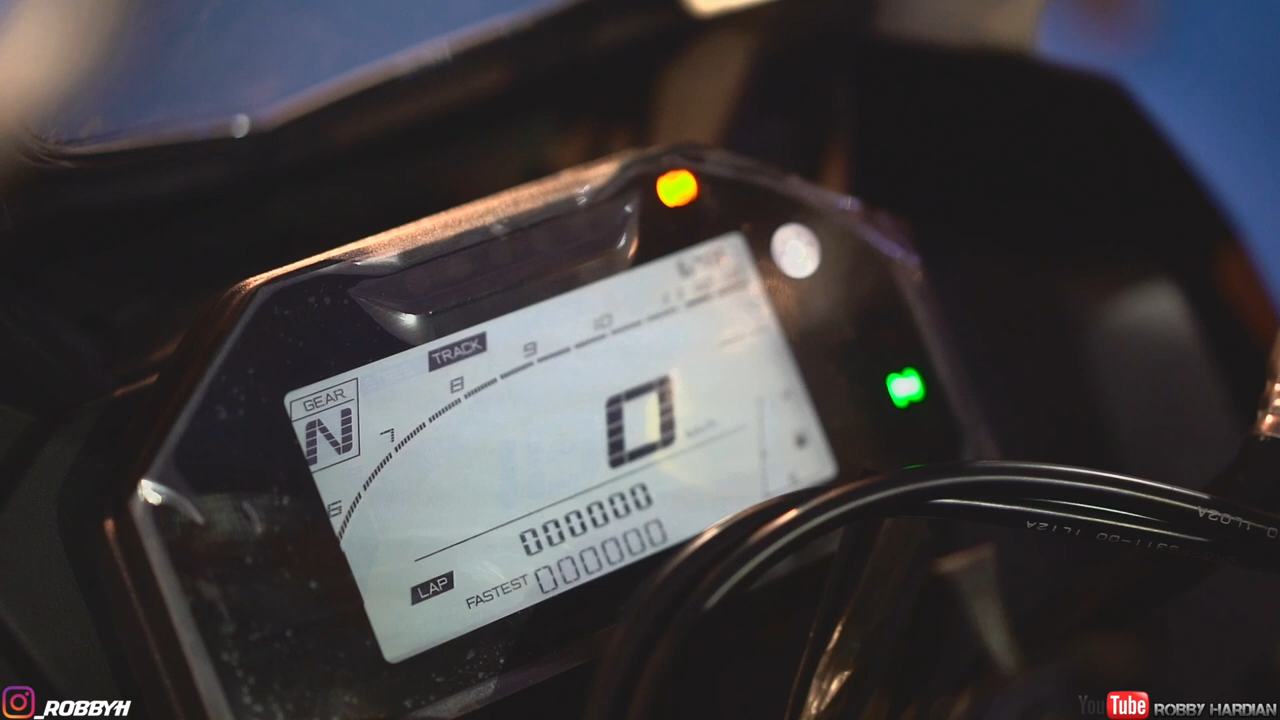 TRACK
GEAR
N
6
7
8
9
10
0
000000
LAP
FASTEST 000000
_ROBBYH
YouTube ROBBY HARDIAN